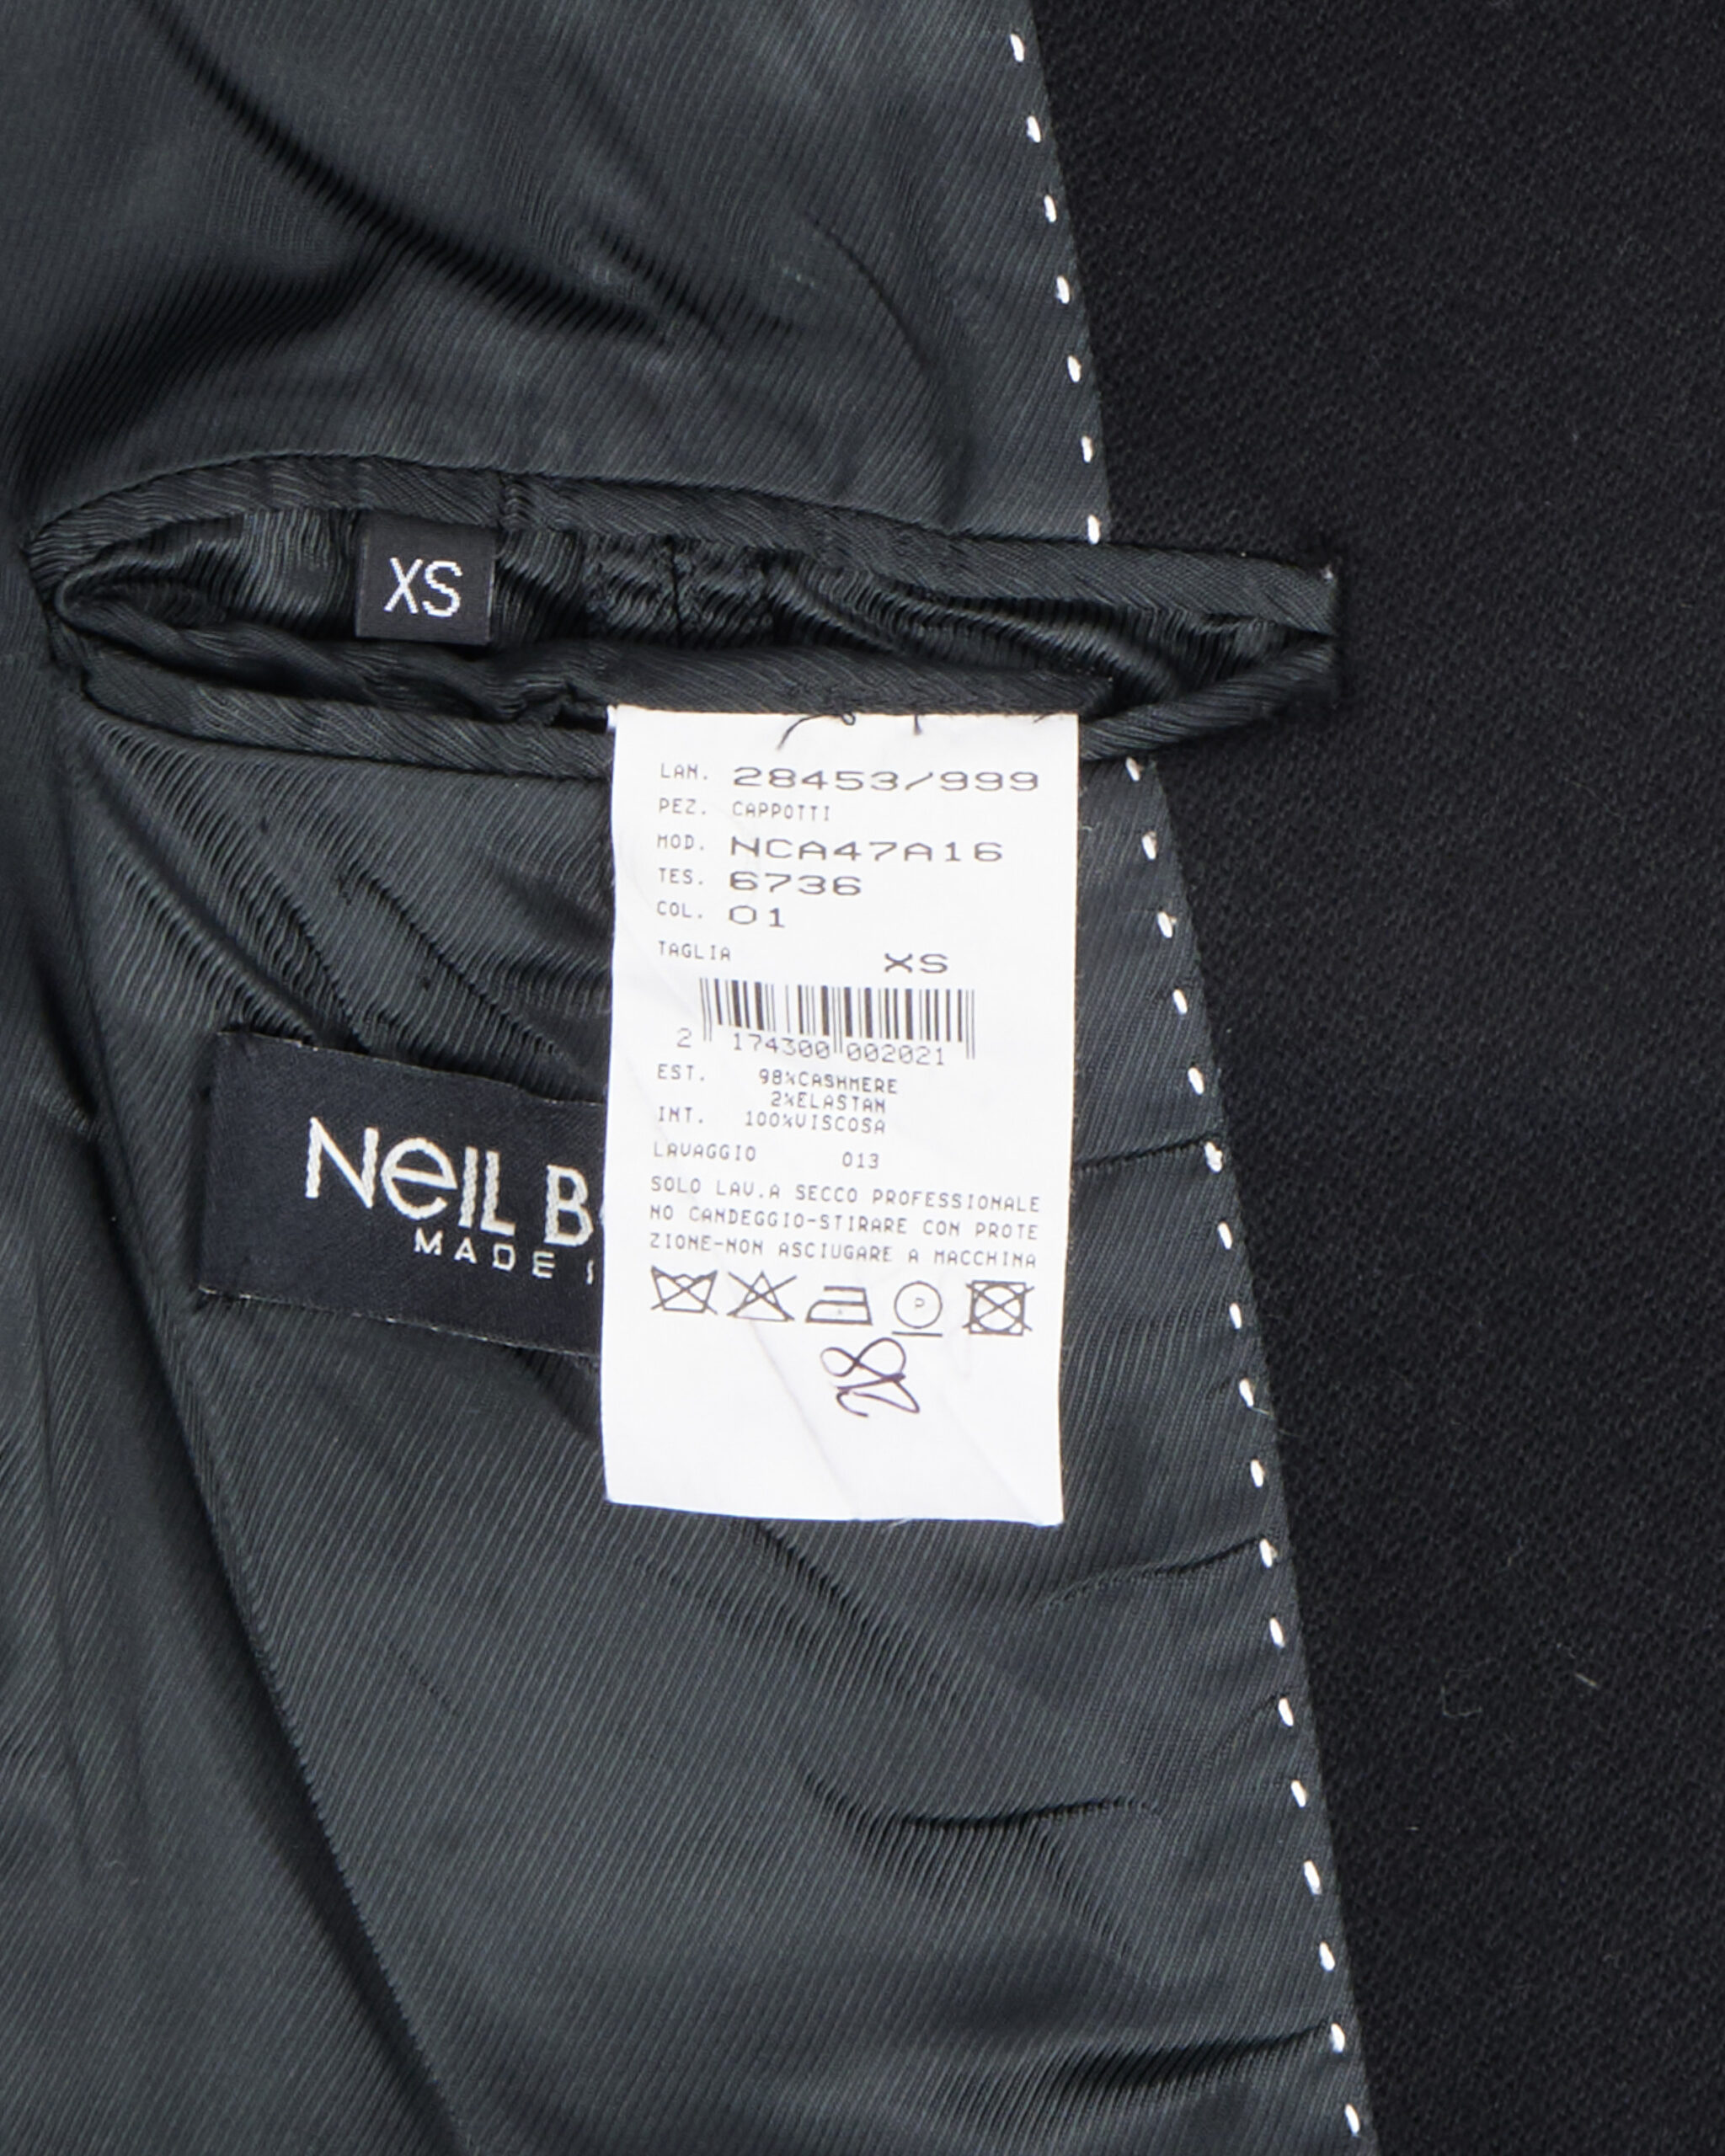 XS
LAN. 28453/999
PEZ. CAPPOTTI
MOD. NCA47A16
TES. 6736
COL. 01
TAGLIA XS
2 174300 002021
EST. 98%CASHMERE
2%ELASTAN
INT. 100%VISCOSA
LAVAGGIO 013
SOLO LAV.A SECCO PROFESSIONALE
NO CANDEGGIO-STIRARE CON PROTE
ZIONE-NON ASCIUGARE A MACCHINA
P
NeIL
MADE